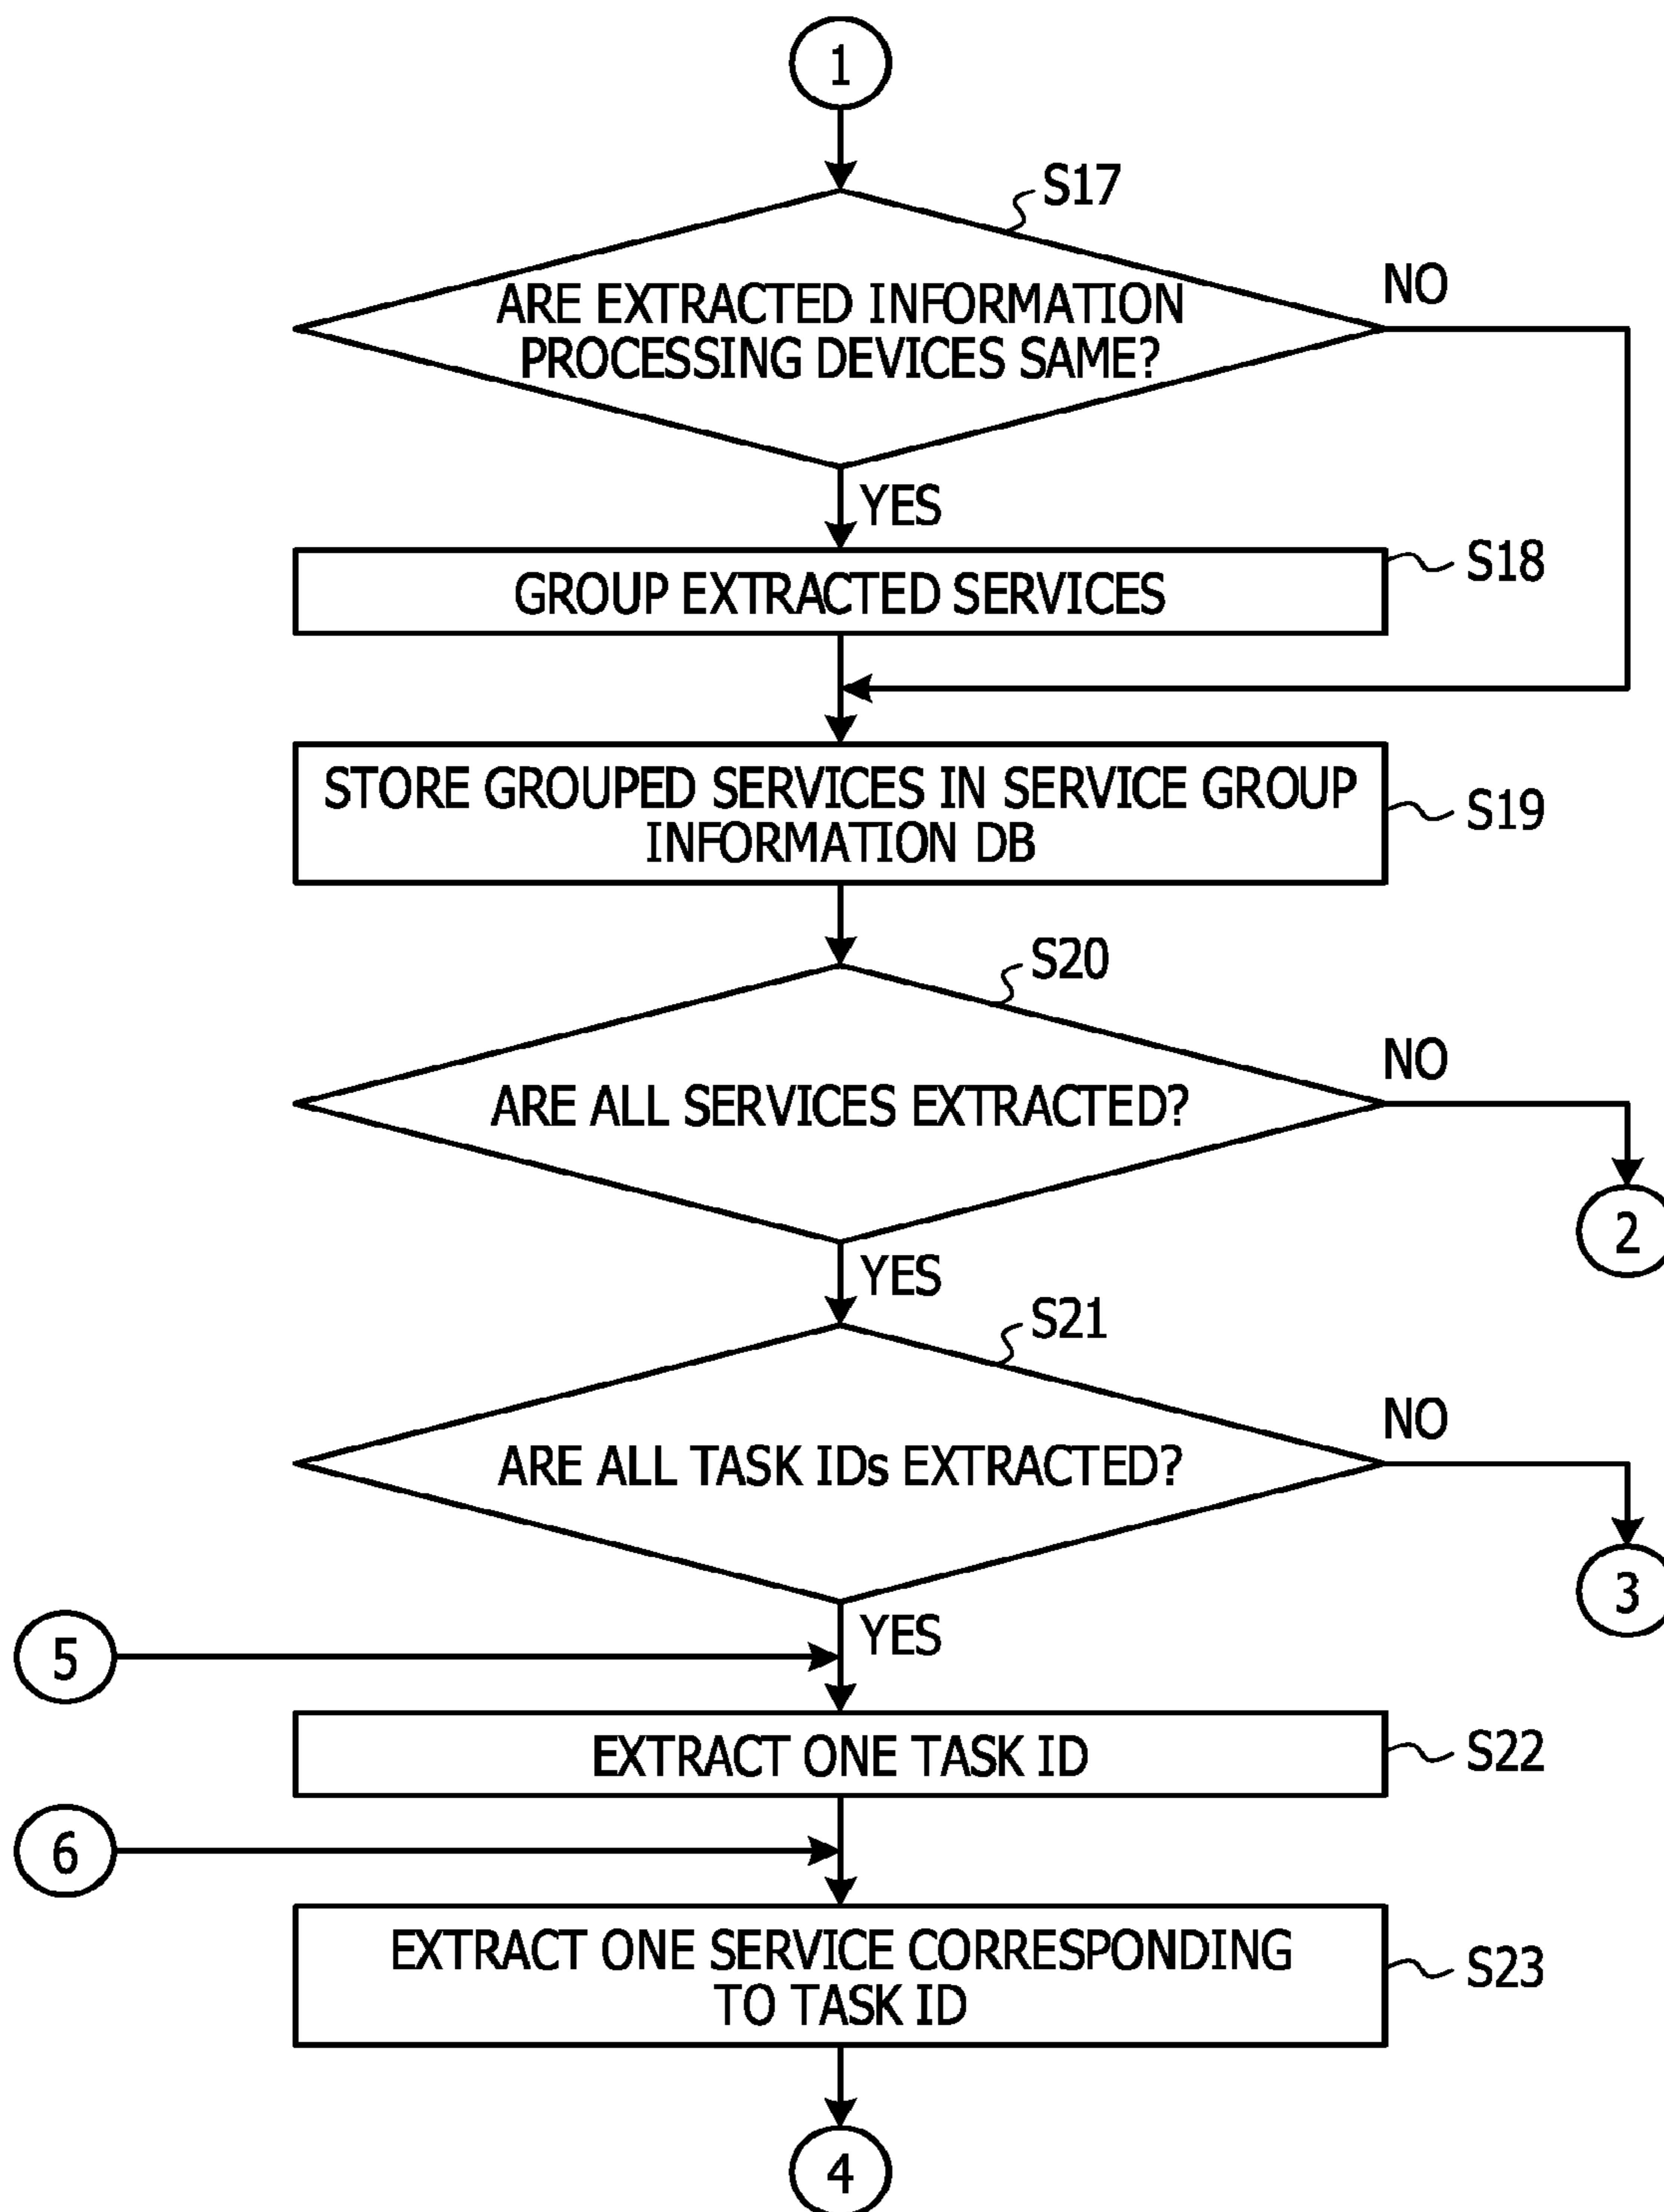 1
S17
NO
ARE EXTRACTED INFORMATION
PROCESSING DEVICES SAME?
YES
S18
GROUP EXTRACTED SERVICES
STORE GROUPED SERVICES IN SERVICE GROUP
INFORMATION DB
S19
S20
NO
ARE ALL SERVICES EXTRACTED?
2
YES
S21
NO
ARE ALL TASK IDs EXTRACTED?
3
YES
5
EXTRACT ONE TASK ID
S22
6
EXTRACT ONE SERVICE CORRESPONDING
TO TASK ID
S23
4